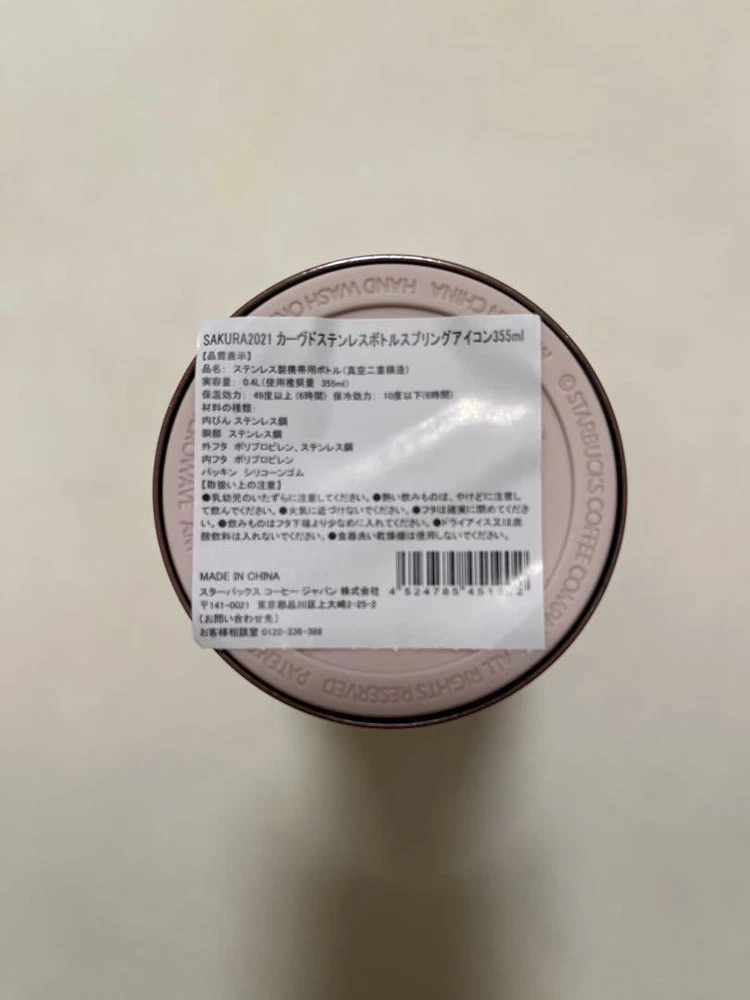 SAKURA2021 カーヴドステンレスボトルスプリングアイコン355ml
【品質表示】
品名: ステンレス製携帯用ボトル(真空二重構造)
実容量: 0.4L(使用推奨量 355ml)
保温効力: 49度以上(6時間) 保冷効力: 10度以下(6時間)
材料の種類:
内びん ステンレス鋼
胴部 ステンレス鋼
外フタ ポリプロピレン、ステンレス鋼
内フタ ポリプロピレン
パッキン シリコーンゴム
【取扱い上の注意】
●乳幼児のいたずらに注意してください。●熱い飲みものは、やけどに注意し
て飲んでください。●火気に近づけないでください。●フタは確実に閉めてくださ
い。●飲みものはフタ下端より少なめに入れてください。●ドライアイス又は炭
酸飲料は入れないでください。●食器洗い乾燥機は使用しないでください。
MADE IN CHINA
スターバックス コーヒー ジャパン 株式会社
〒141-0021 東京都品川区上大崎2-25-2
[お問い合わせ先]
お客様相談室 0120-336-388
4 524785 451
HAND WASH
IN CHINA
©STARBUCKS COFFEE
ALL RIGHTS RESERVED